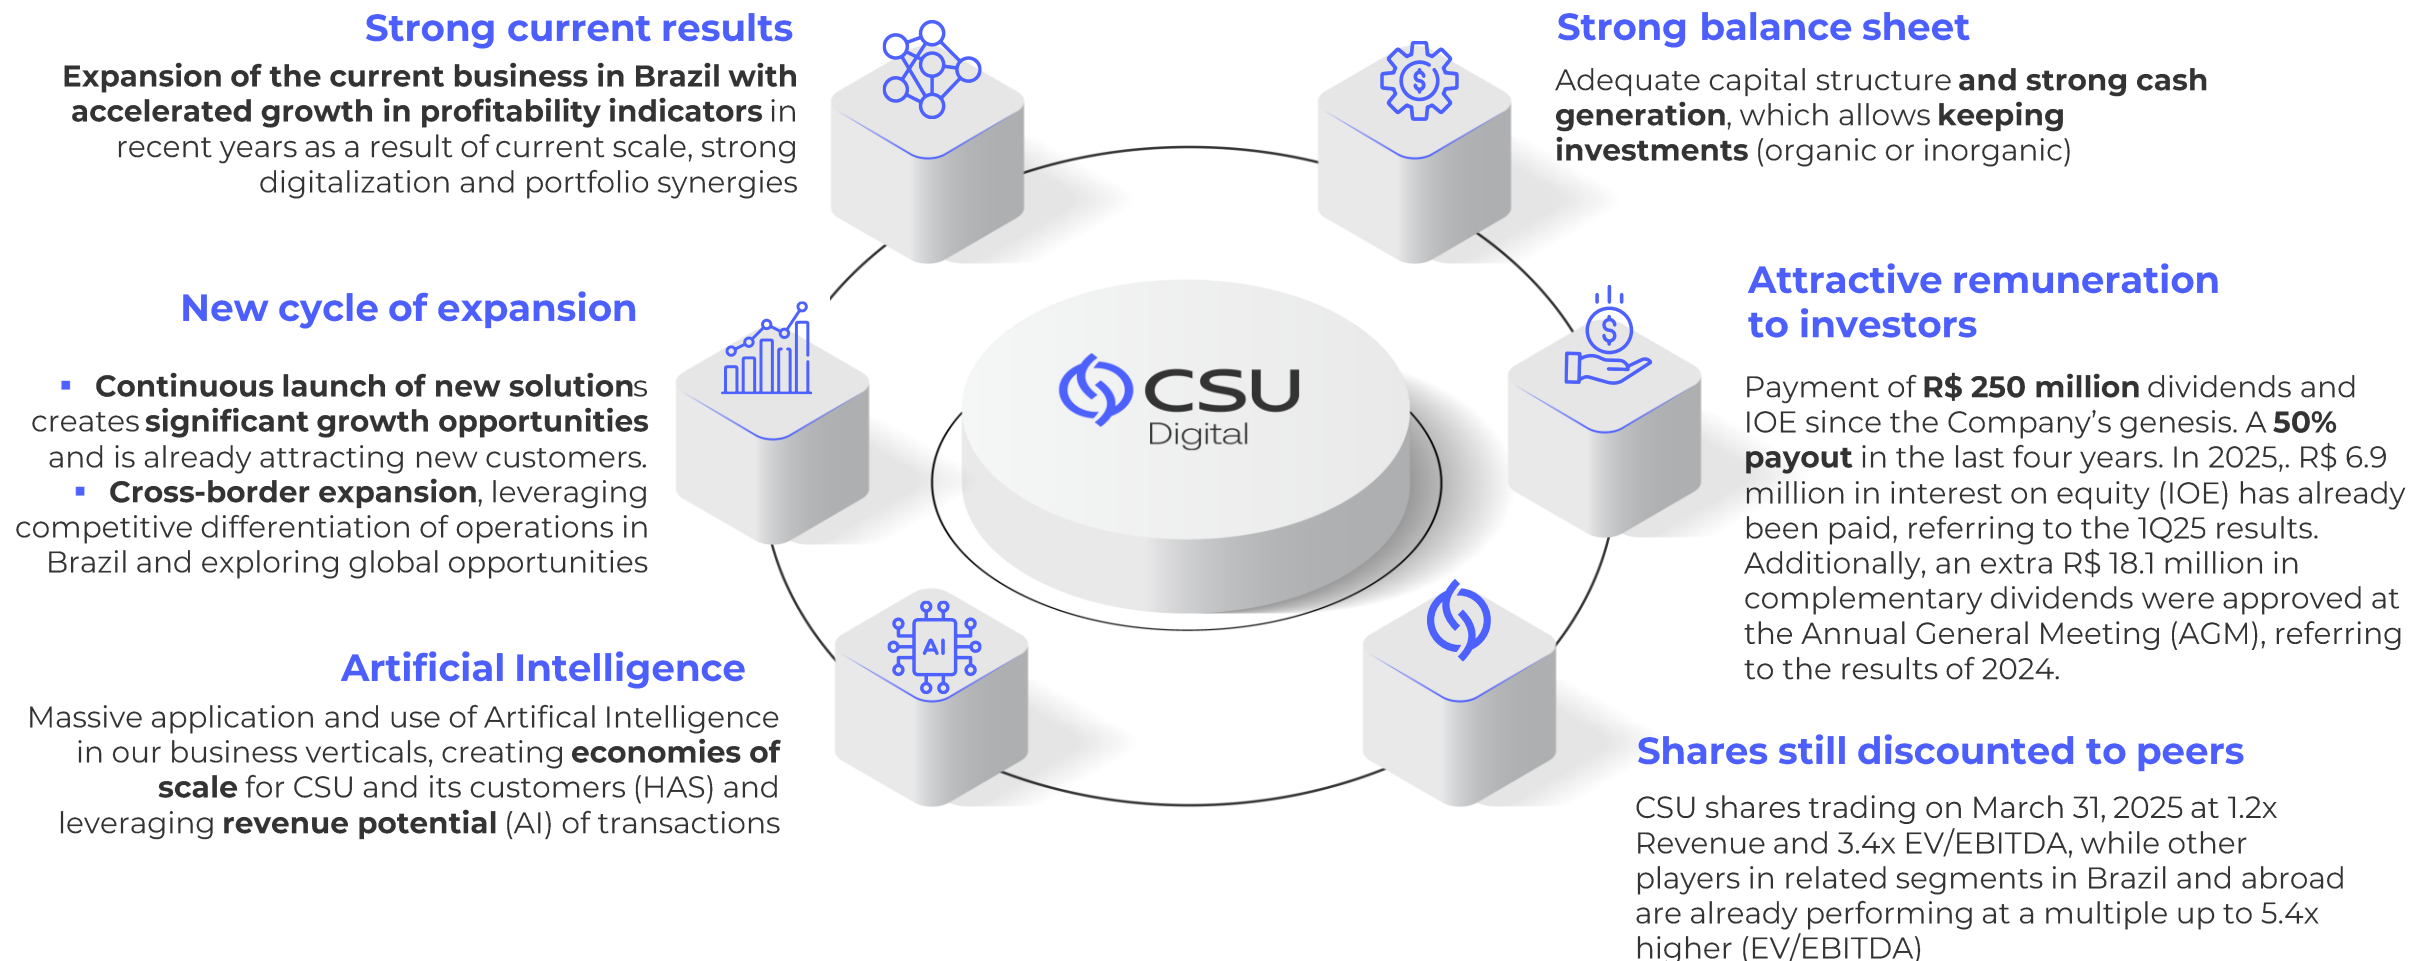 Strong current results
Expansion of the current business in Brazil with
accelerated growth in profitability indicators in
recent years as a result of current scale, strong
digitalization and portfolio synergies
New cycle of expansion
▪ Continuous launch of new solutions
creates significant growth opportunities
and is already attracting new customers.
▪ Cross-border expansion, leveraging
competitive differentiation of operations in
Brazil and exploring global opportunities
Artificial Intelligence
Massive application and use of Artifical Intelligence
in our business verticals, creating economies of
scale for CSU and its customers (HAS) and
leveraging revenue potential (AI) of transactions
AI
CSU
Digital
Strong balance sheet
Adequate capital structure and strong cash
generation, which allows keeping
investments (organic or inorganic)
$
Attractive remuneration
to investors
$
Payment of R$ 250 million dividends and
IOE since the Company’s genesis. A 50%
payout in the last four years. In 2025,. R$ 6.9
million in interest on equity (IOE) has already
been paid, referring to the 1Q25 results.
Additionally, an extra R$ 18.1 million in
complementary dividends were approved at
the Annual General Meeting (AGM), referring
to the results of 2024.
Shares still discounted to peers
CSU shares trading on March 31, 2025 at 1.2x
Revenue and 3.4x EV/EBITDA, while other
players in related segments in Brazil and abroad
are already performing at a multiple up to 5.4x
higher (EV/EBITDA)